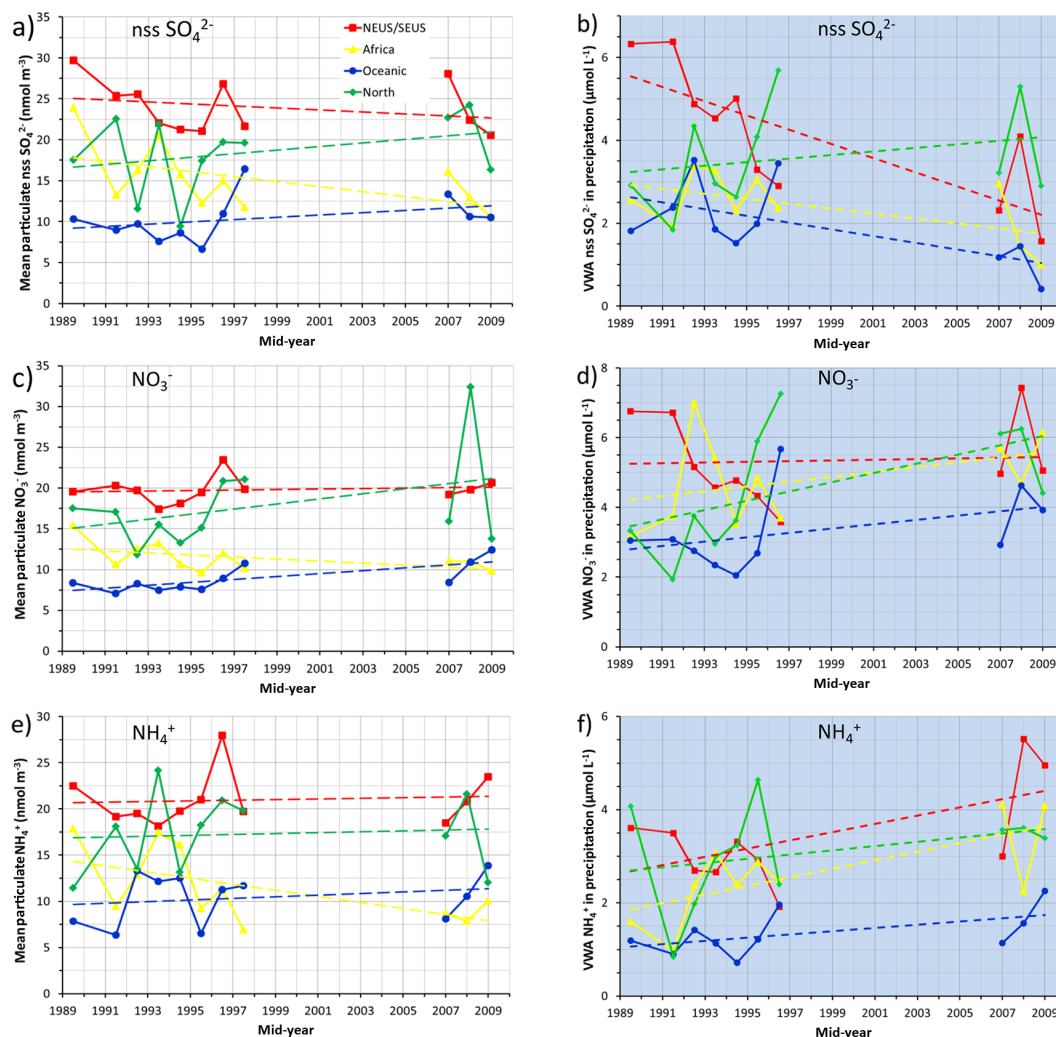 a)
nss SO₄²⁻
NEUS/SEUS
Africa
Oceanic
North
Mean particulate nss SO₄²⁻ (nmol m⁻³)
35
30
25
20
15
10
5
0
1989 1991 1993 1995 1997 1999 2001 2003 2005 2007 2009
Mid-year
b)
nss SO₄²⁻
VWA nss SO₄²⁻ in precipitation (µmol L⁻¹)
6
4
2
0
1989 1991 1993 1995 1997 1999 2001 2003 2005 2007 2009
Mid-year
c)
NO₃⁻
Mean particulate NO₃⁻ (nmol m⁻³)
35
30
25
20
15
10
5
0
1989 1991 1993 1995 1997 1999 2001 2003 2005 2007 2009
Mid-year
d)
NO₃-
VWA NO₃⁻ in precipitation (µmol L⁻¹)
8
6
4
2
0
1989 1991 1993 1995 1997 1999 2001 2003 2005 2007 2009
Mid-year
e)
NH₄⁺
Mean particulate NH₄⁺ (nmol m⁻³)
30
25
20
15
10
5
0
1989 1991 1993 1995 1997 1999 2001 2003 2005 2007 2009
Mid-year
f)
NH₄⁺
VWA NH₄⁺ in precipitation (µmol L⁻¹)
6
4
2
0
1989 1991 1993 1995 1997 1999 2001 2003 2005 2007 2009
Mid-year